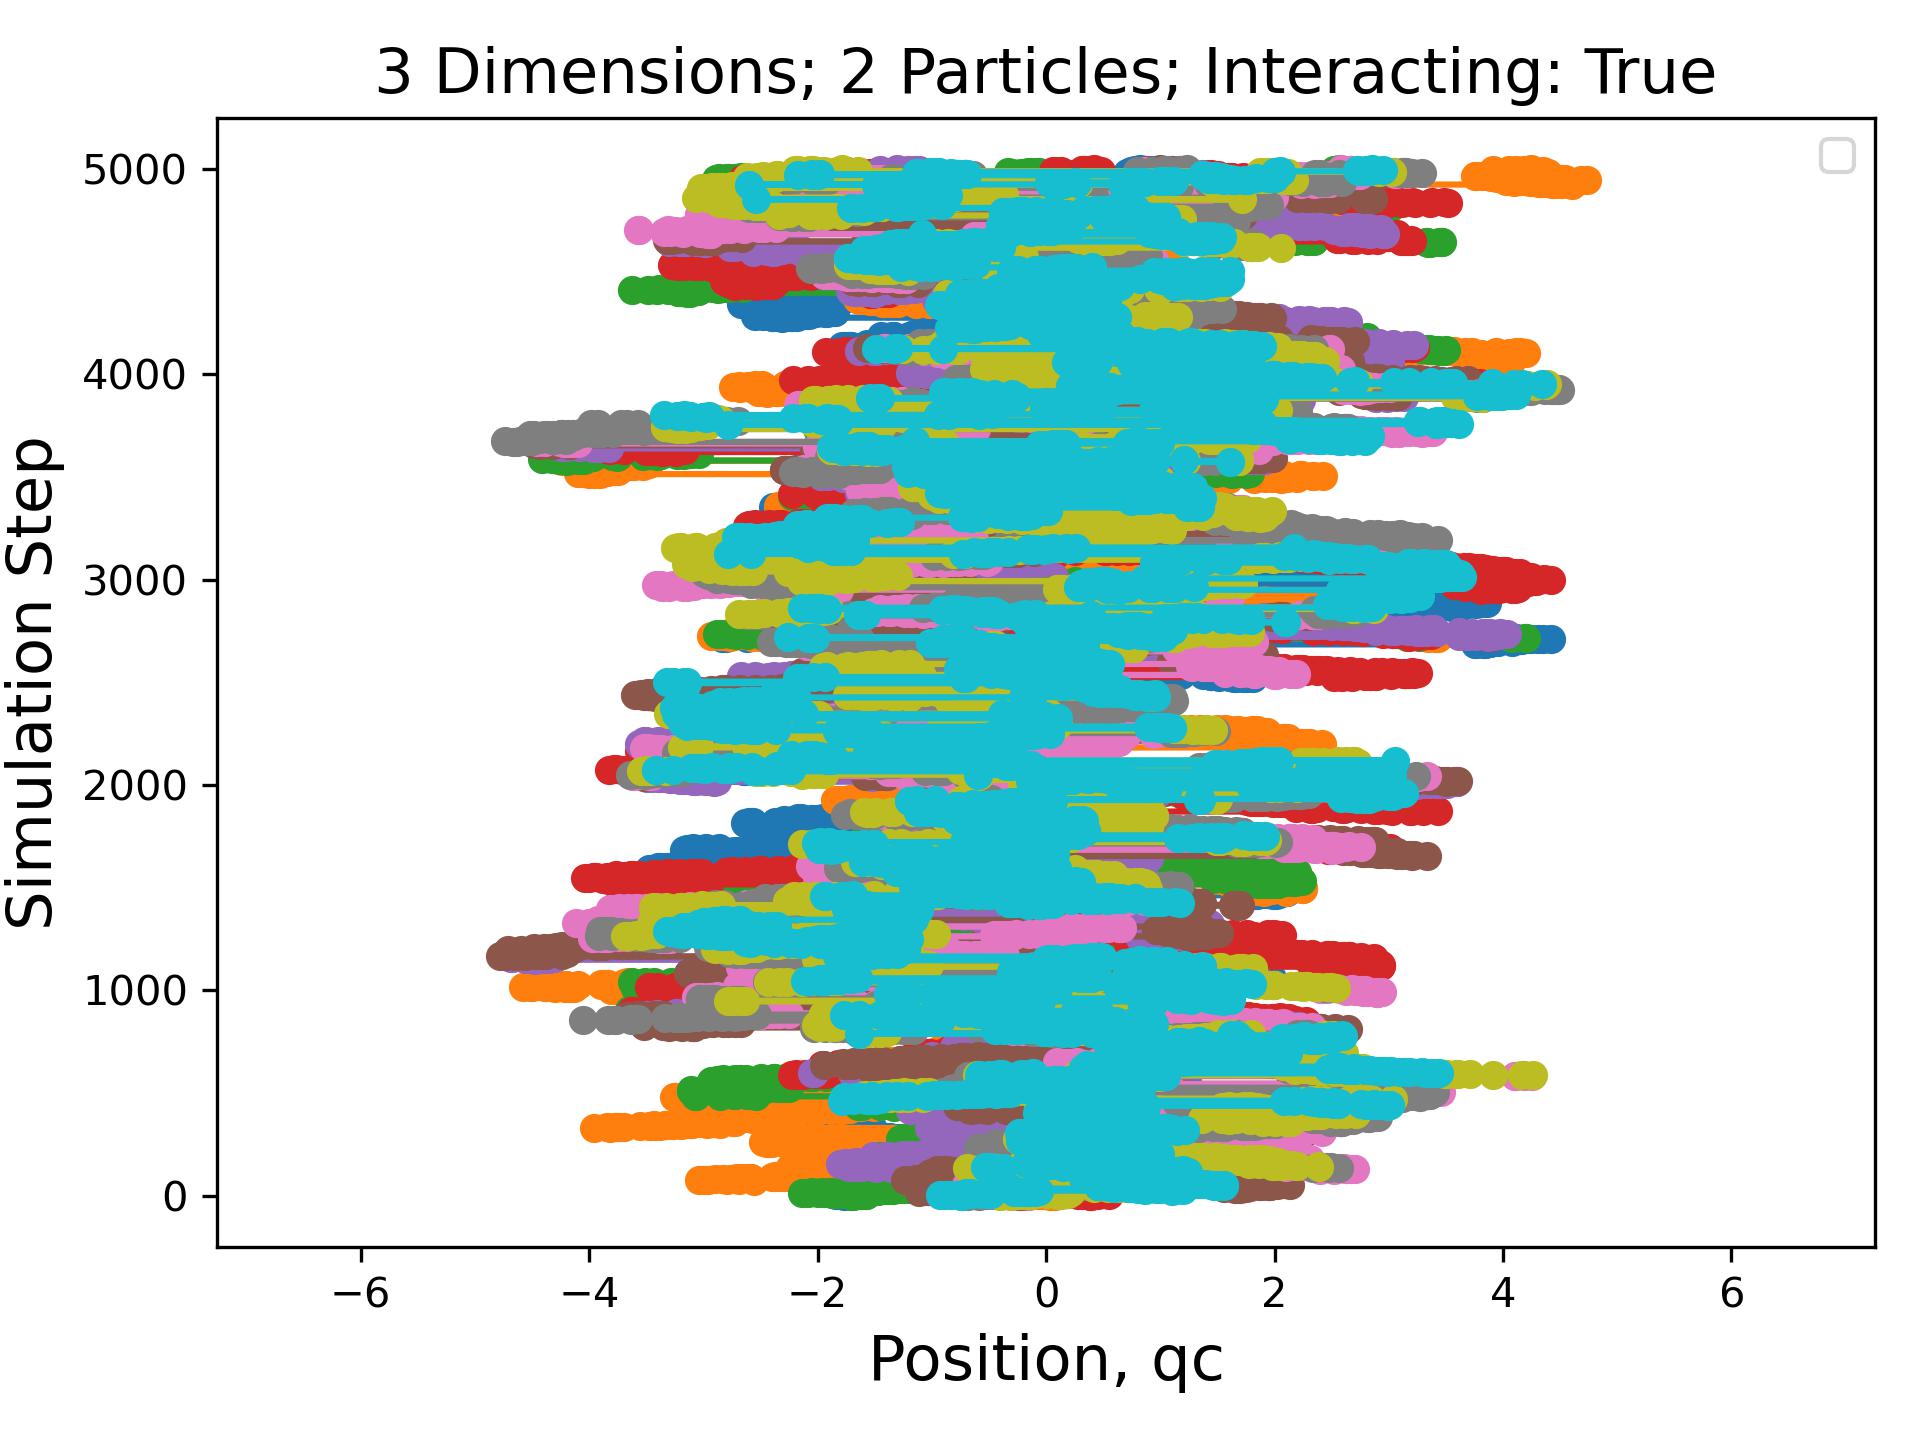 3 Dimensions; 2 Particles; Interacting: True
5000
4000
3000
2000
1000
0
Simulation Step
−6 −4 −2 0 2 4 6
Position, qc